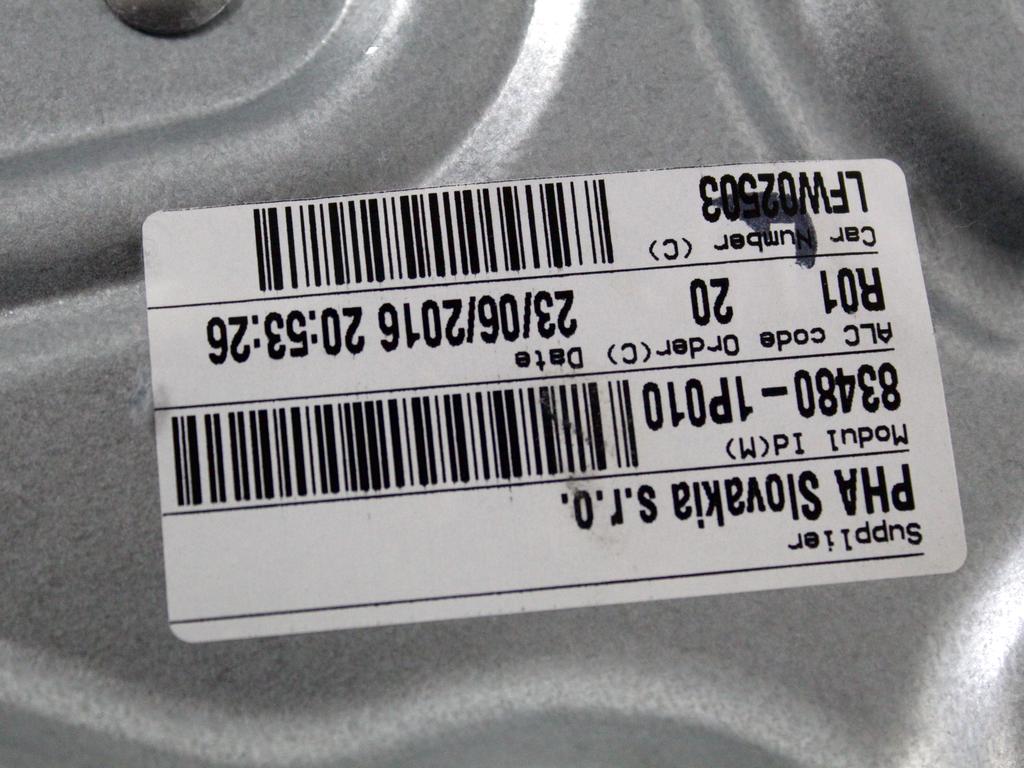 Supplier
PHA Slovakia s.r.o.
Modul Id(M)
83480-1P010
ALC code Order(C) Date
R01 20 23/06/2016 20:53:26
Car Number (C)
LFW02503